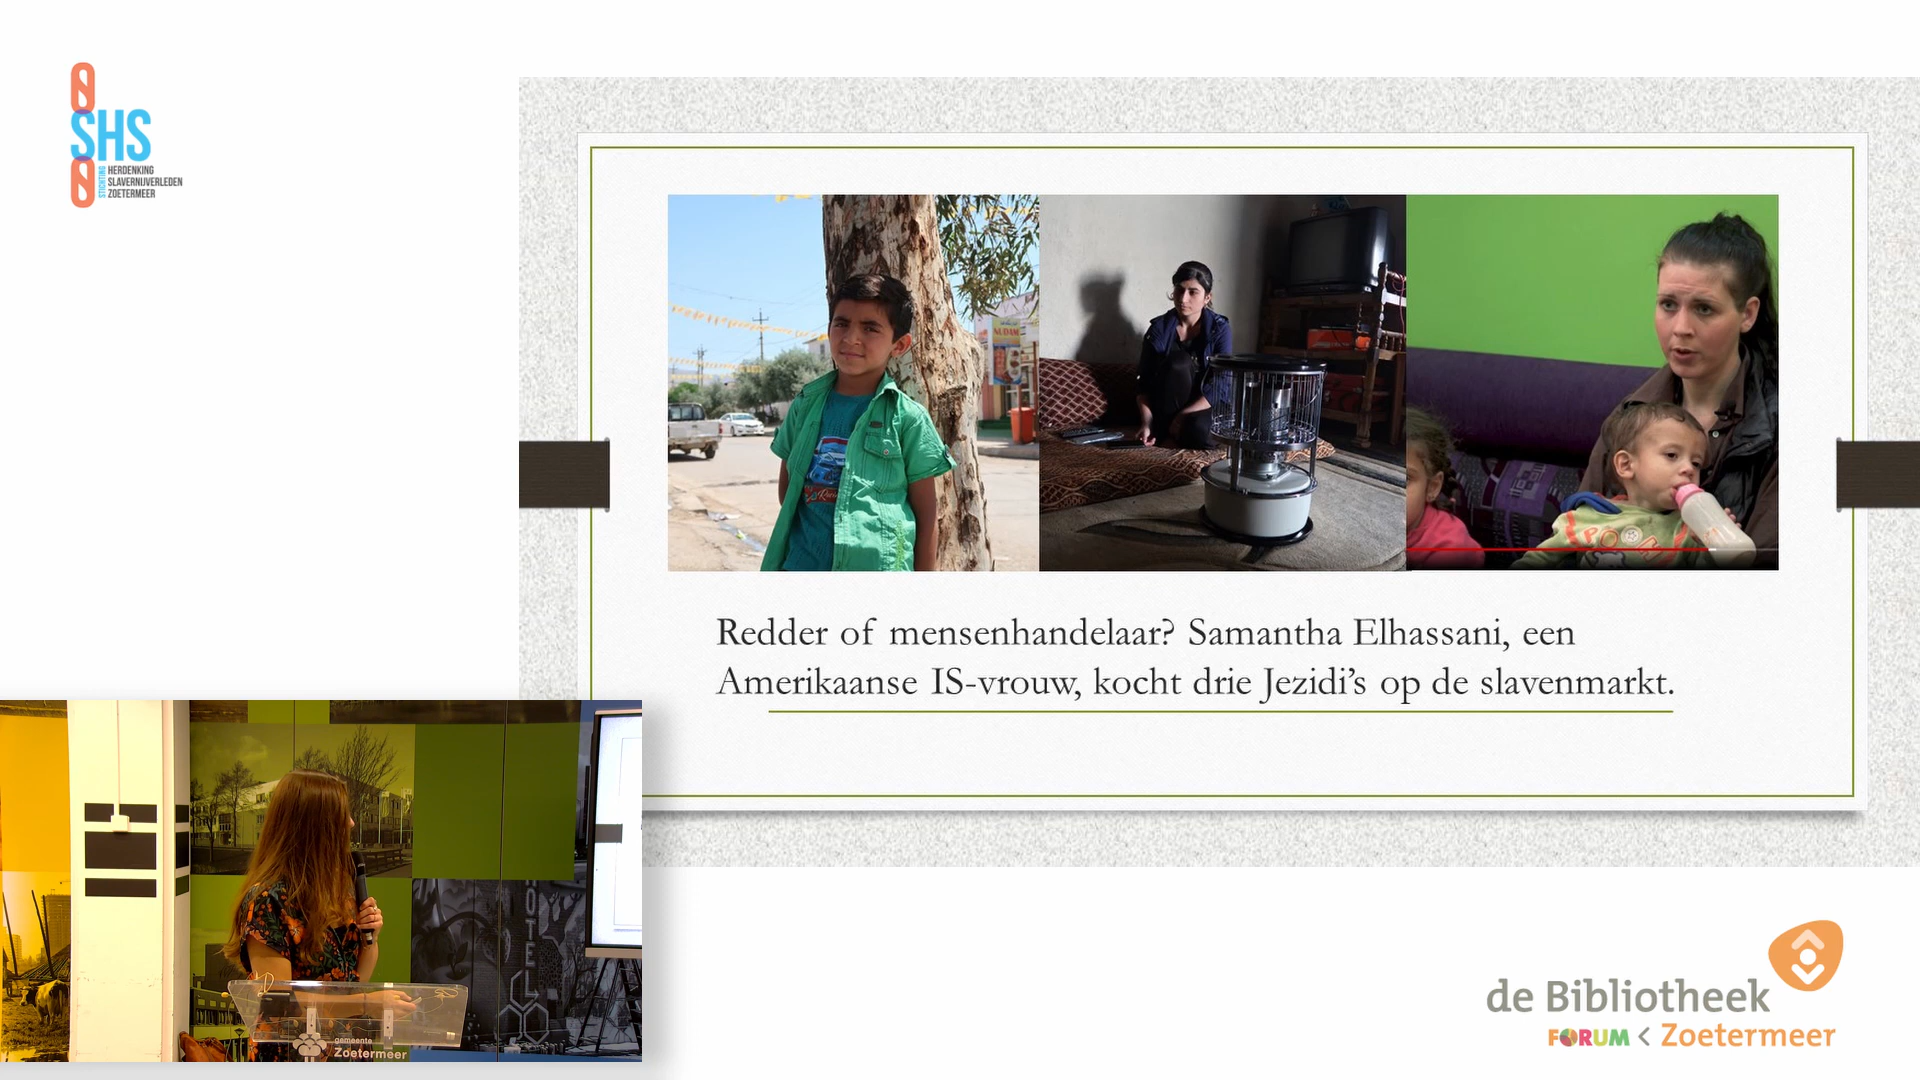 SHS
STICHTING
HERDENKING
SLAVERNIJVERLEDEN
ZOETERMEER
NUDAM
Redder of mensenhandelaar? Samantha Elhassani, een
Amerikaanse IS-vrouw, kocht drie Jezidi’s op de slavenmarkt.
HOTEL
gemeente
Zoetermeer
de Bibliotheek
FORUM < Zoetermeer